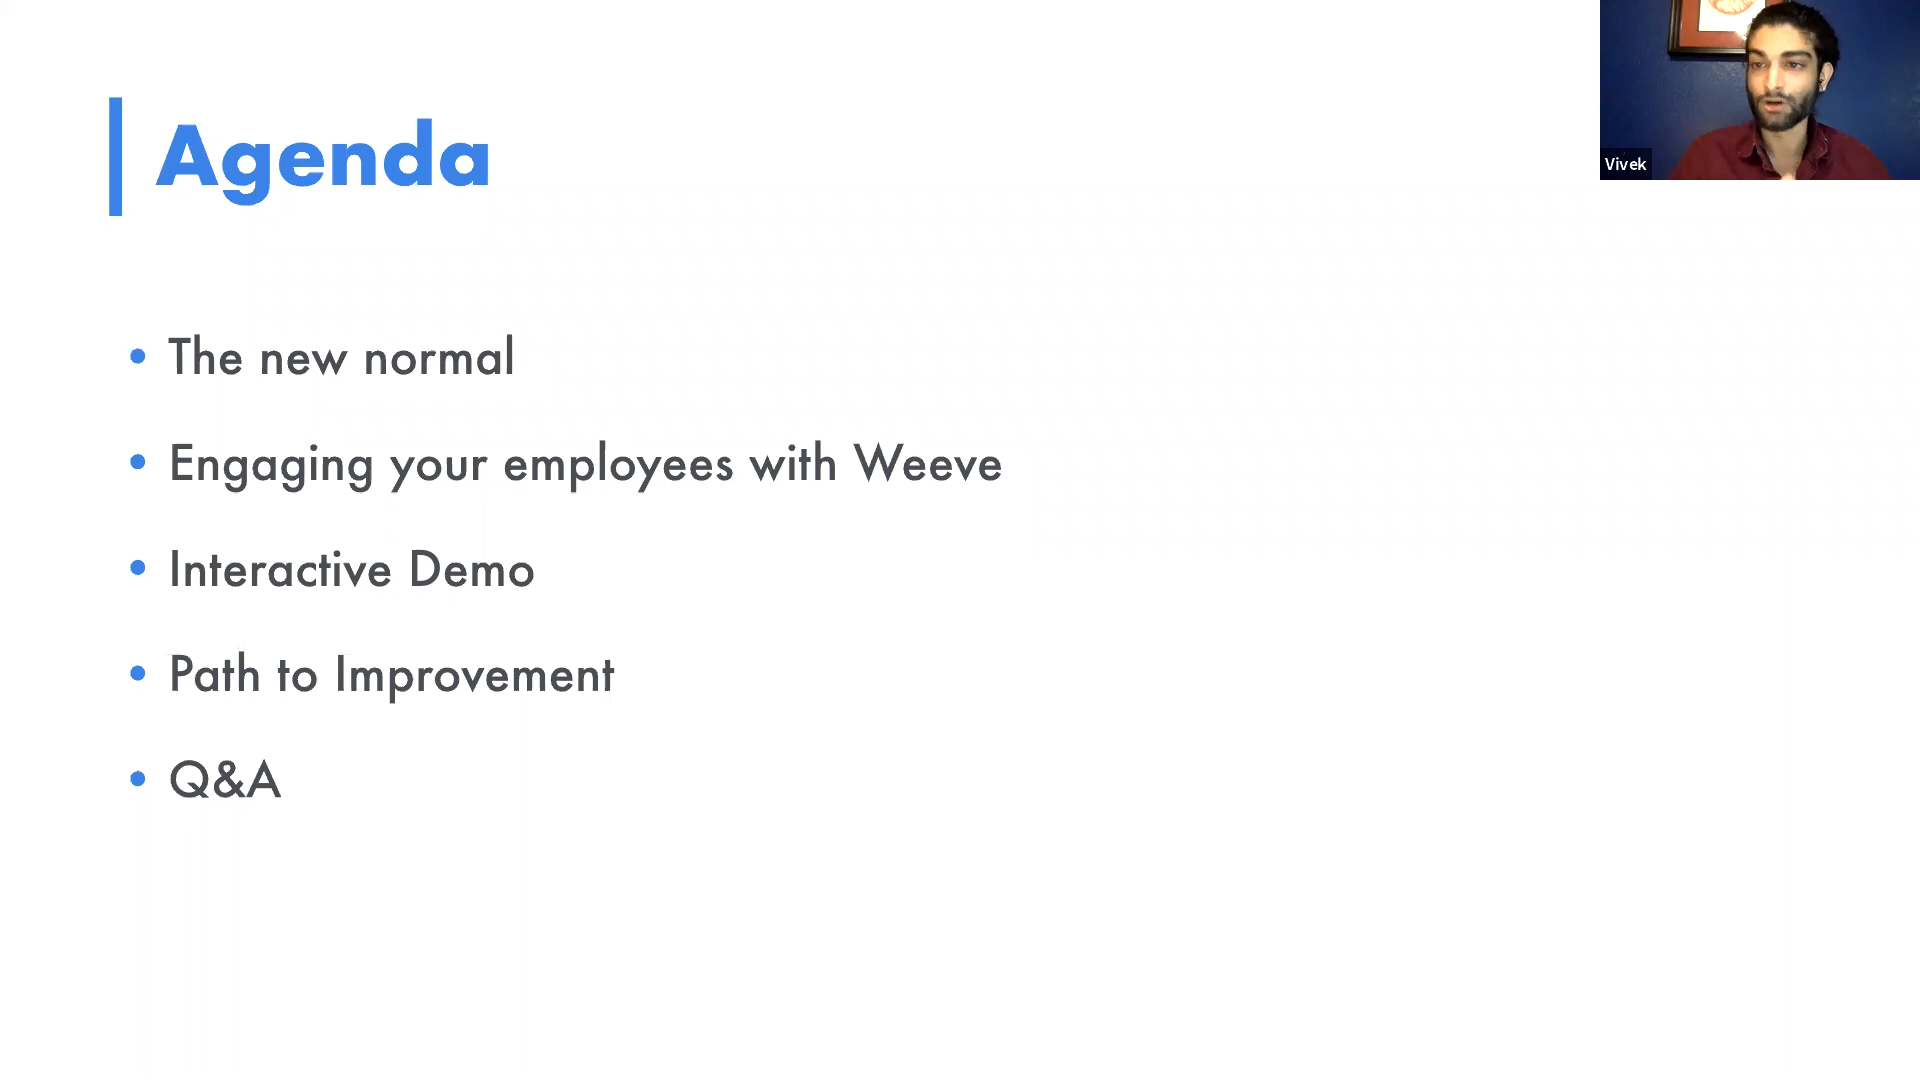 Agenda
Vivek
• The new normal
• Engaging your employees with Weeve
• Interactive Demo
• Path to Improvement
• Q&A